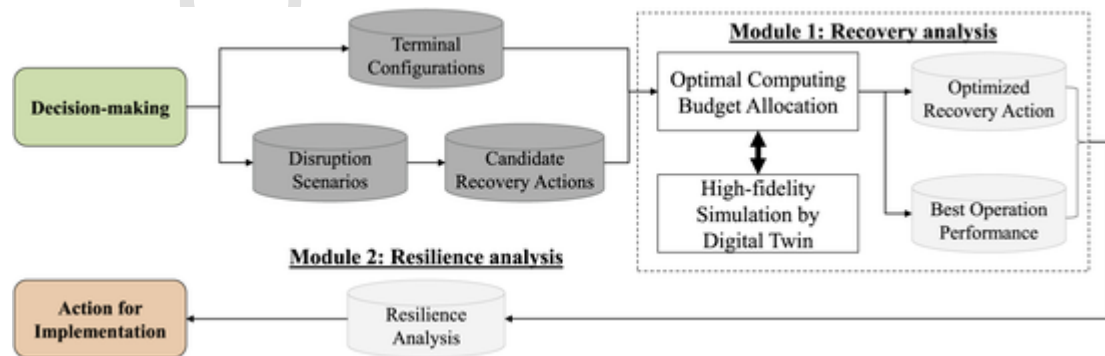 Module 1: Recovery analysis
Terminal
Configurations
Optimal Computing
Budget Allocation
Optimized
Recovery Action
Decision-making
Disruption
Scenarios
Candidate
Recovery Actions
High-fidelity
Simulation by
Digital Twin
Best Operation
Performance
Module 2: Resilience analysis
Action for
Implementation
Resilience
Analysis